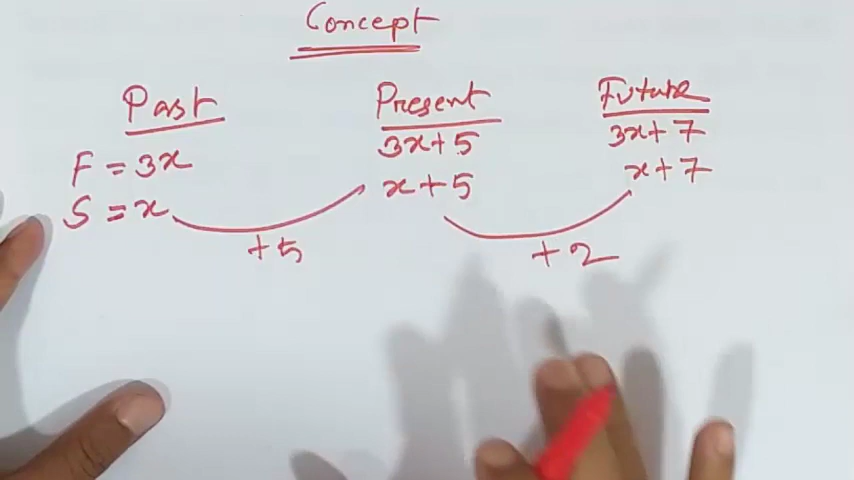 Concept
Past Present Future
F = 3x 3x+5 3x+7
S = x x+5 x+7
+5 +2